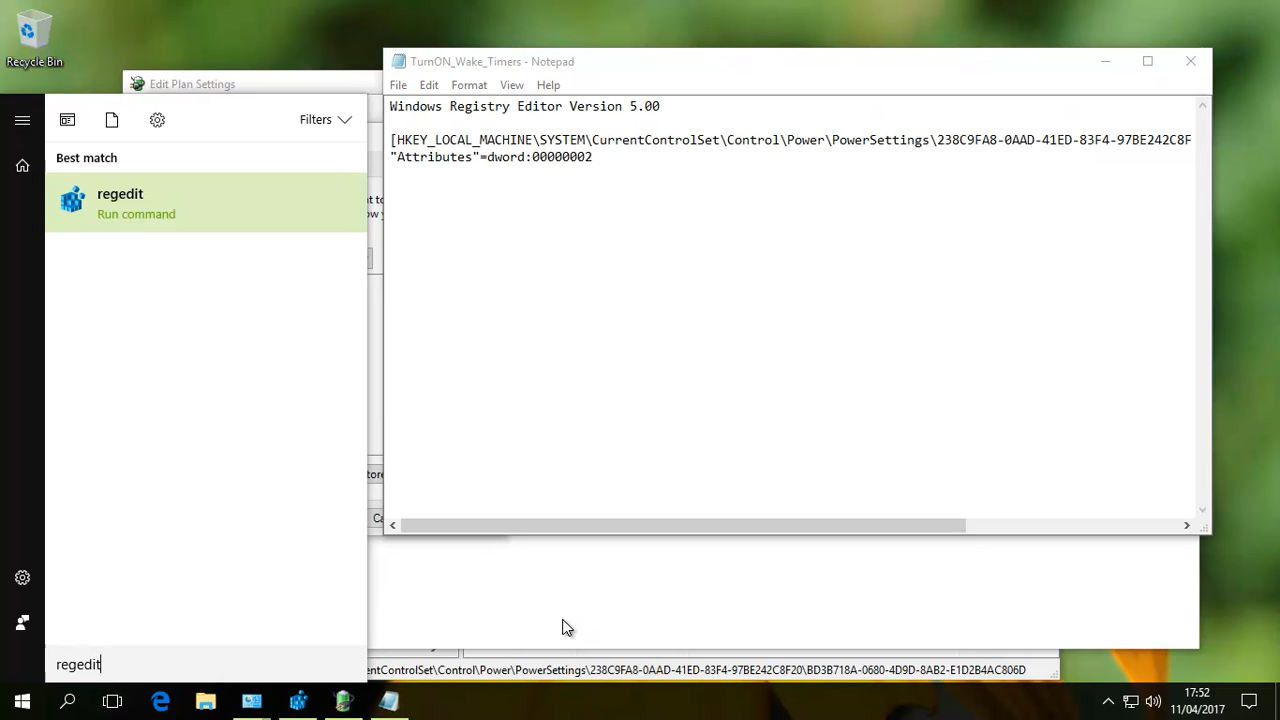 Recycle Bin
Edit Plan Settings
TurnON_Wake_Timers - Notepad
File Edit Format View Help
Windows Registry Editor Version 5.00
[HKEY_LOCAL_MACHINE\SYSTEM\CurrentControlSet\Control\Power\PowerSettings\238C9FA8-0AAD-41ED-83F4-97BE242C8F
"Attributes"=dword:00000002
Filters
Best match
regedit
Run command
regedit
entControlSet\Control\Power\PowerSettings\238C9FA8-0AAD-41ED-83F4-97BE242C8F20\BD3B718A-0680-4D9D-8AB2-E1D2B4AC806D
17:52
11/04/2017